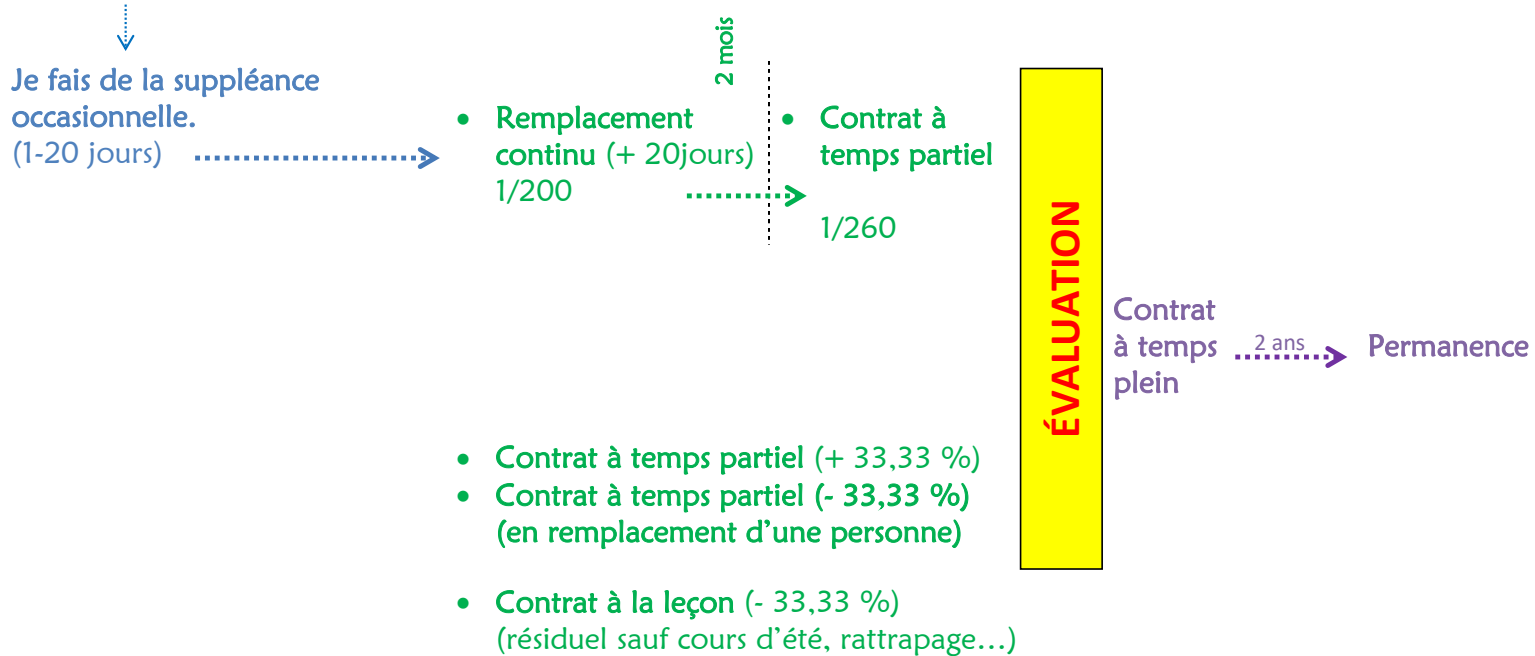 Je fais de la suppléance
occasionnelle.
(1-20 jours)
• Remplacement
continu (+ 20jours)
1/200
2 mois
• Contrat à
temps partiel
1/260
ÉVALUATION
Contrat
à temps
plein
2 ans
Permanence
• Contrat à temps partiel (+ 33,33 %)
• Contrat à temps partiel (- 33,33 %)
(en remplacement d’une personne)
• Contrat à la leçon (- 33,33 %)
(résiduel sauf cours d’été, rattrapage…)